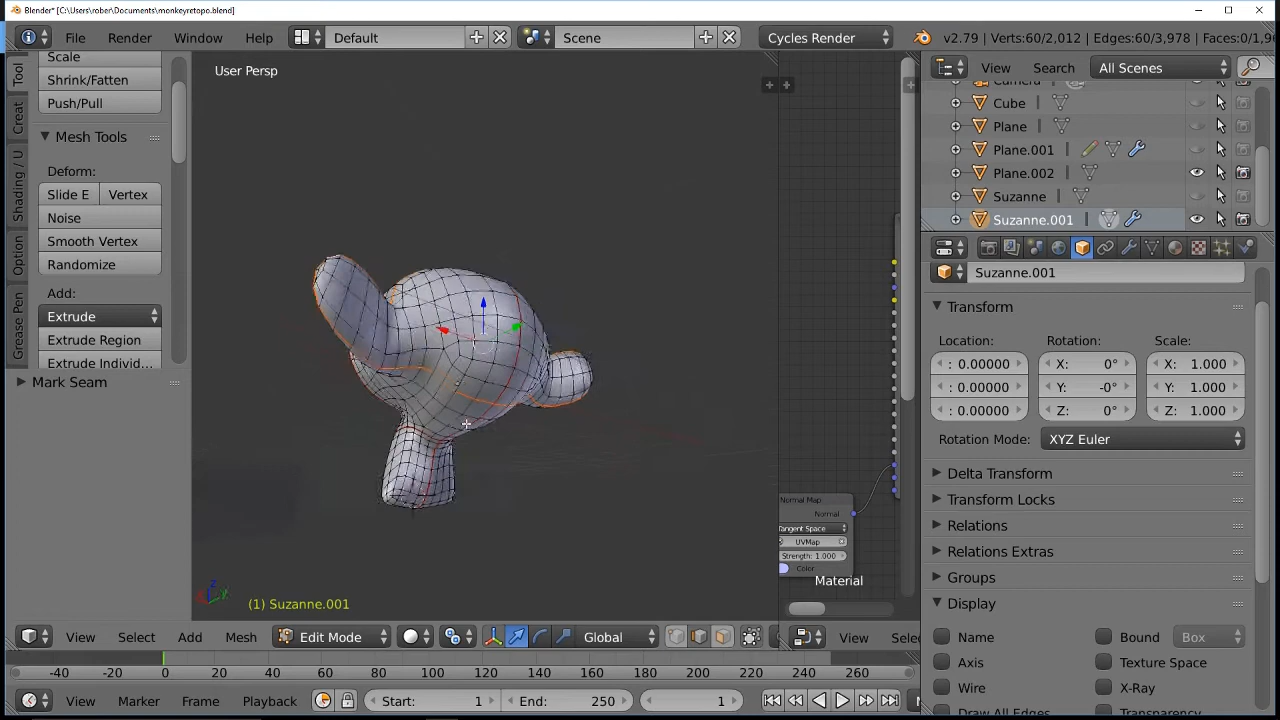 Blender* [C:\Users\rober\Documents\monkeyretopo.blend]
File Render Window Help Default Scene Cycles Render v2.79 | Verts:60/2,012 | Edges:60/3,978 | Faces:0/1,9
Tool
Creat
Shading / U
Option
Grease Pen
Scale
Shrink/Fatten
Push/Pull
Mesh Tools
Deform:
Slide E Vertex
Noise
Smooth Vertex
Randomize
Add:
Extrude
Extrude Region
Extrude Individ...
Mark Seam
User Persp
(1) Suzanne.001
View Select Add Mesh Edit Mode Global
Normal Map
Normal
Tangent Space
UVMap
Strength: 1.000
Color
Material
View Selec
View Search All Scenes
Camera
Cube
Plane
Plane.001
Plane.002
Suzanne
Suzanne.001
Suzanne.001
Transform
Location: Rotation: Scale:
: 0.00000 X: 0° X: 1.000
: 0.00000 Y: -0° Y: 1.000
: 0.00000 Z: 0° Z: 1.000
Rotation Mode: XYZ Euler
Delta Transform
Transform Locks
Relations
Relations Extras
Groups
Display
Name Bound Box
Axis Texture Space
Wire X-Ray
Draw All Edges Transparency
-40 -20 0 20 40 60 80 100 120 140 160 180 200 220 240 260
View Marker Frame Playback Start: 1 End: 250 1